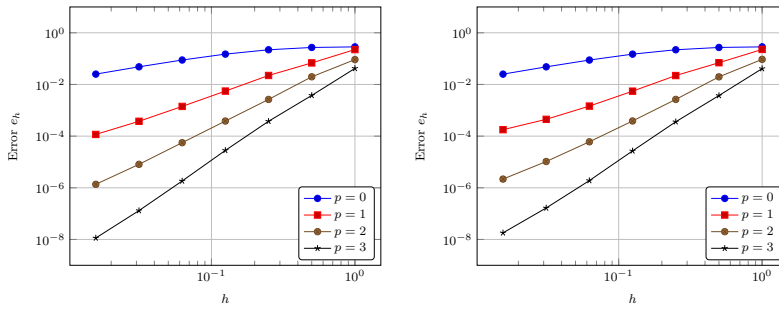 10^0
10^{-2}
10^{-4}
10^{-6}
10^{-8}
Error e_h
10^{-1}
10^0
h
p = 0
p = 1
p = 2
p = 3
10^0
10^{-2}
10^{-4}
10^{-6}
10^{-8}
Error e_h
10^{-1}
10^0
h
p = 0
p = 1
p = 2
p = 3